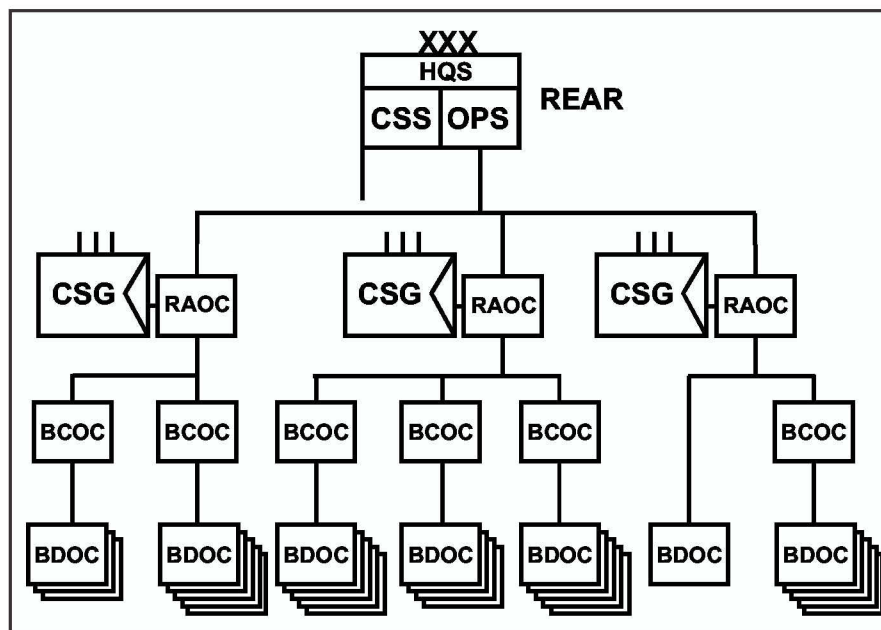 XXX
HQS
REAR
CSS OPS
CSG RAOC CSG RAOC CSG RAOC
BCOC BCOC BCOC BCOC BCOC BCOC
BDOC BDOC BDOC BDOC BDOC BDOC BDOC